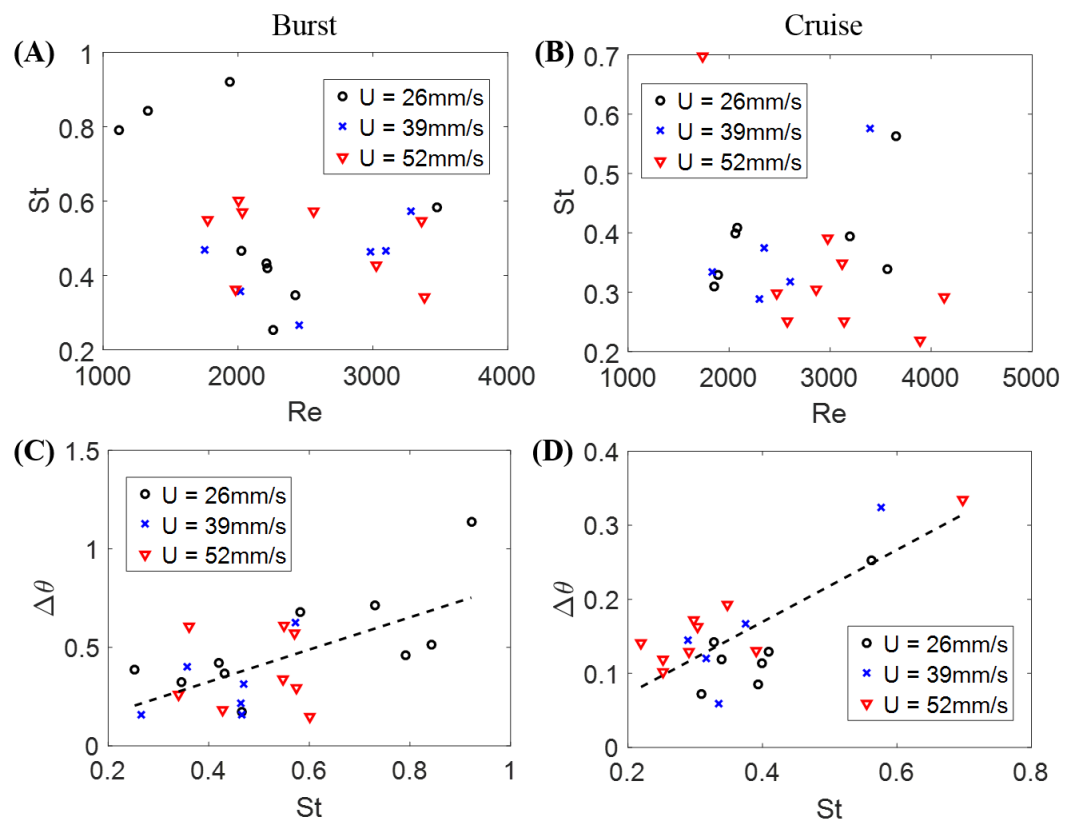 Burst
Cruise
(A)
1
0.8
0.6
0.4
0.2
St
U = 26mm/s
U = 39mm/s
U = 52mm/s
1000 2000 3000 4000
Re
(B)
0.7
0.6
0.5
0.4
0.3
0.2
St
U = 26mm/s
U = 39mm/s
U = 52mm/s
1000 2000 3000 4000 5000
Re
(C)
1.5
1
0.5
0
Δθ
U = 26mm/s
U = 39mm/s
U = 52mm/s
0.2 0.4 0.6 0.8 1
St
(D)
0.4
0.3
0.2
0.1
0
Δθ
U = 26mm/s
U = 39mm/s
U = 52mm/s
0.2 0.4 0.6 0.8
St